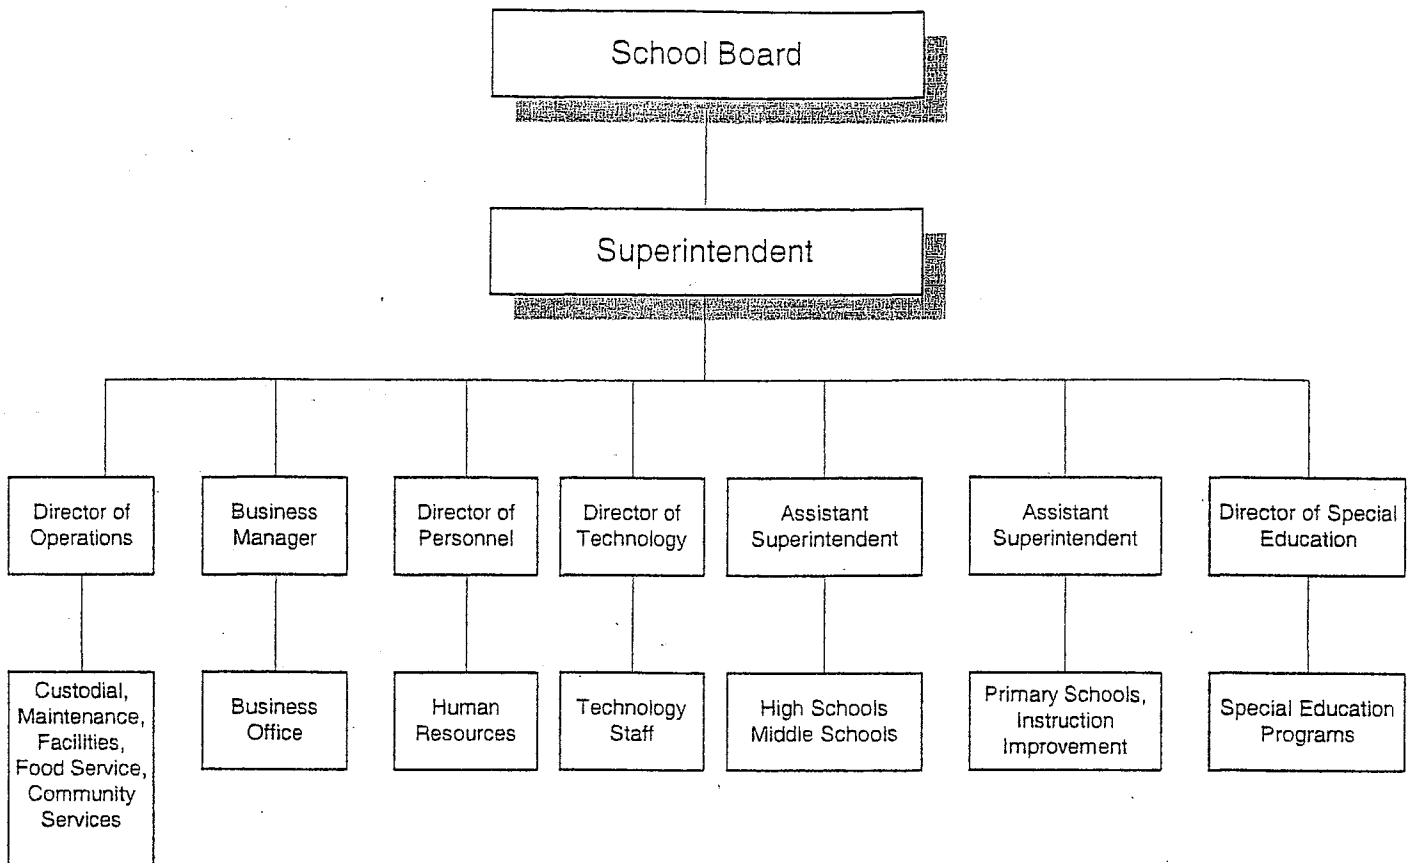 School Board
Superintendent
Director of
Operations
Business
Manager
Director of
Personnel
Director of
Technology
Assistant
Superintendent
Assistant
Superintendent
Director of Special
Education
Custodial,
Maintenance,
Facilities,
Food Service,
Community
Services
Business
Office
Human
Resources
Technology
Staff
High Schools
Middle Schools
Primary Schools,
Instruction
Improvement
Special Education
Programs